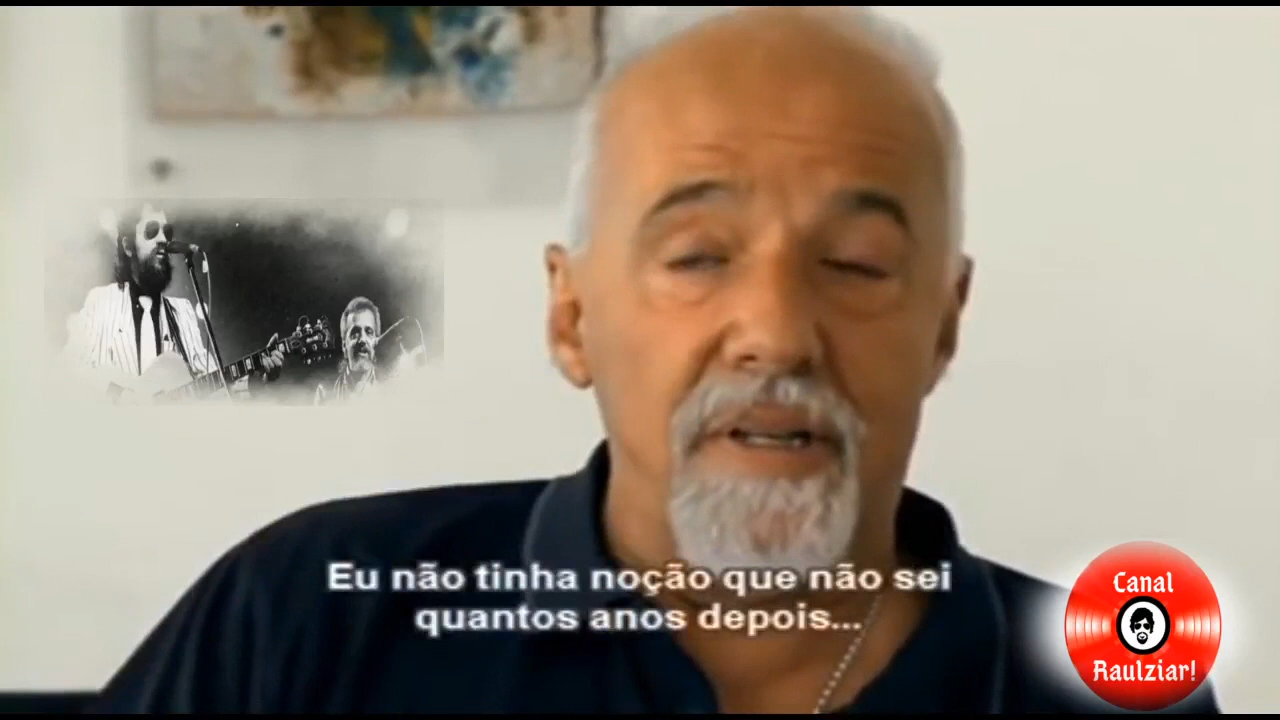 Eu não tinha noção que não sei
quantos anos depois...
Canal
Raulziar!